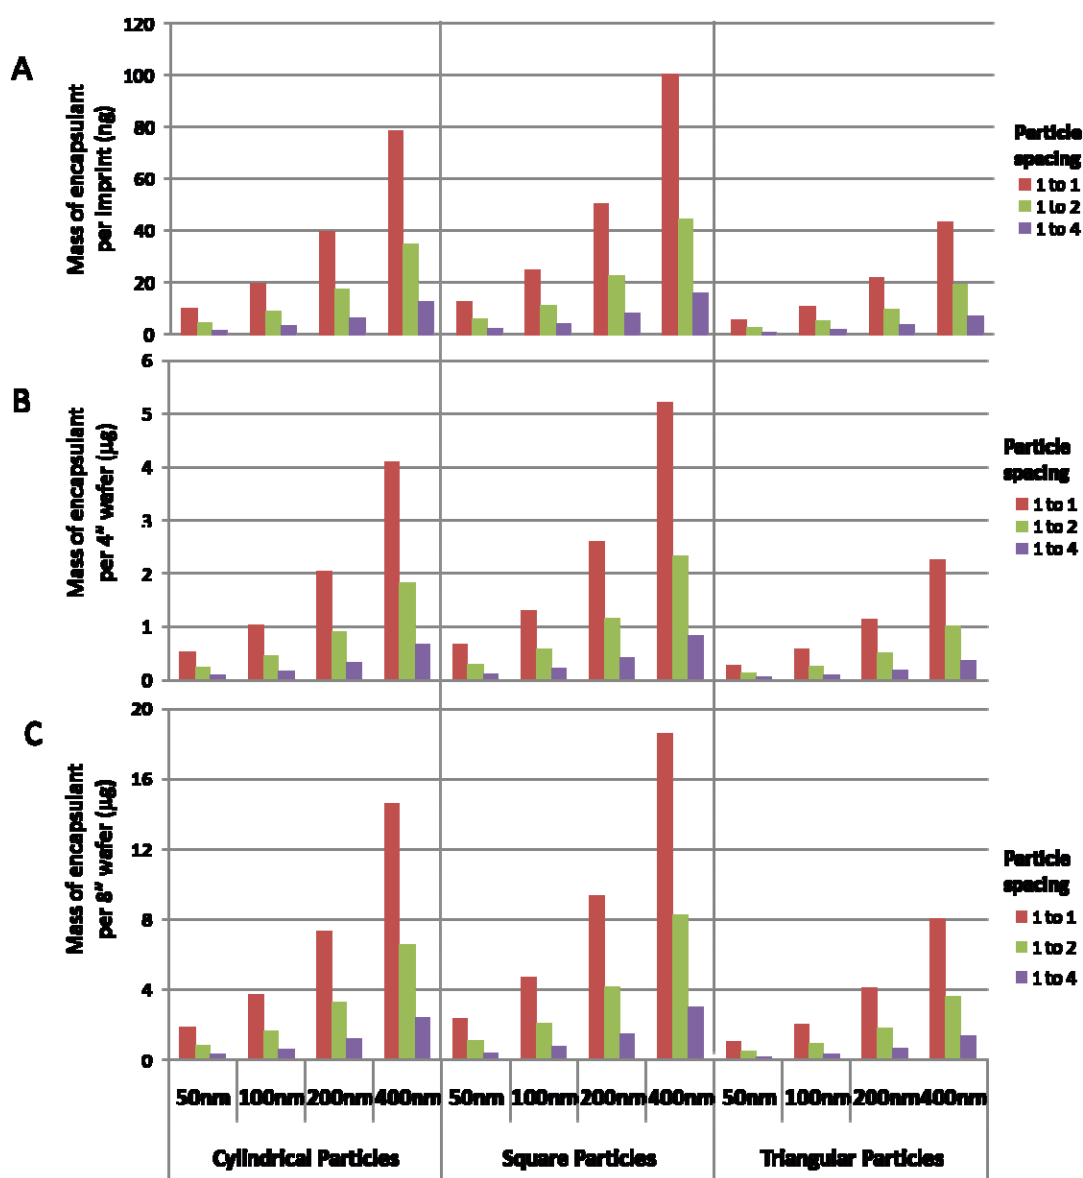 A
Mass of encapsulant
per imprint (ng)
120
100
80
60
40
20
0
Particle
spacing
1 to 1
1 to 2
1 to 4
B
Mass of encapsulant
per 4" wafer (µg)
6
5
4
3
2
1
0
Particle
spacing
1 to 1
1 to 2
1 to 4
C
Mass of encapsulant
per 8" wafer (µg)
20
16
12
8
4
0
Particle
spacing
1 to 1
1 to 2
1 to 4
50nm 100nm 200nm 400nm 50nm 100nm 200nm 400nm 50nm 100nm 200nm 400nm
Cylindrical Particles Square Particles Triangular Particles